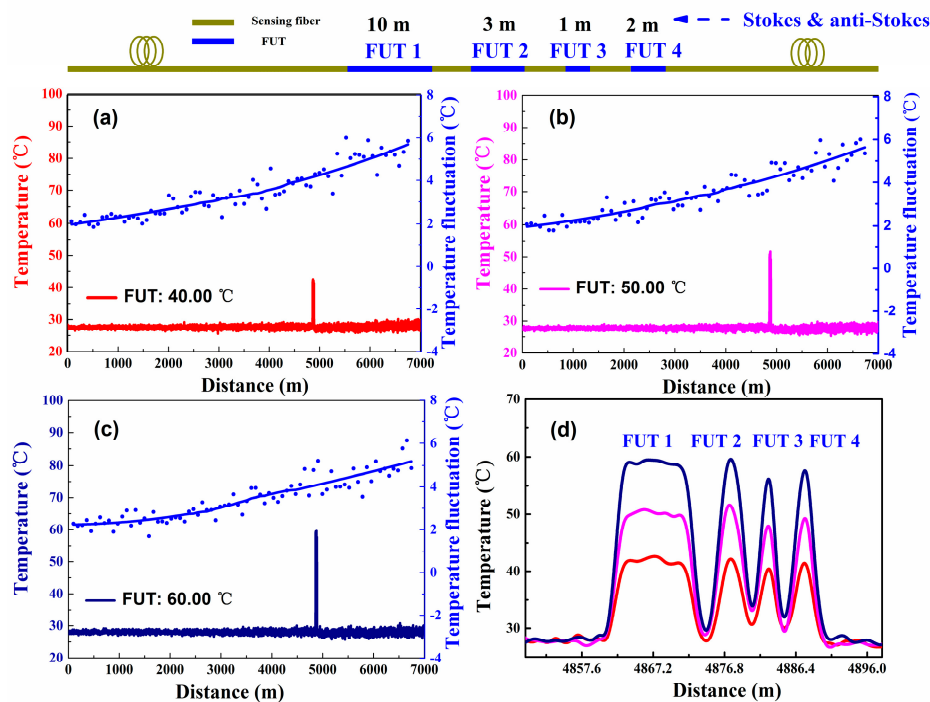 Sensing fiber
FUT
10 m 3 m 1 m 2 m
FUT 1 FUT 2 FUT 3 FUT 4
Stokes & anti-Stokes
(a)
Temperature (℃)
100
90
80
70
60
50
40
30
20
8
6
4
2
0
-2
-4
Temperature fluctuation (℃)
FUT: 40.00 ℃
0 1000 2000 3000 4000 5000 6000 7000
Distance (m)
(b)
Temperature (℃)
100
90
80
70
60
50
40
30
20
8
6
4
2
0
-2
-4
Temperature fluctuation (℃)
FUT: 50.00 ℃
0 1000 2000 3000 4000 5000 6000 7000
Distance (m)
(c)
Temperature (℃)
100
90
80
70
60
50
40
30
20
8
6
4
2
0
-2
-4
Temperature fluctuation (℃)
FUT: 60.00 ℃
0 1000 2000 3000 4000 5000 6000 7000
Distance (m)
(d)
FUT 1 FUT 2 FUT 3 FUT 4
Temperature (℃)
70
60
50
40
30
4857.6 4867.2 4876.8 4886.4 4896.0
Distance (m)